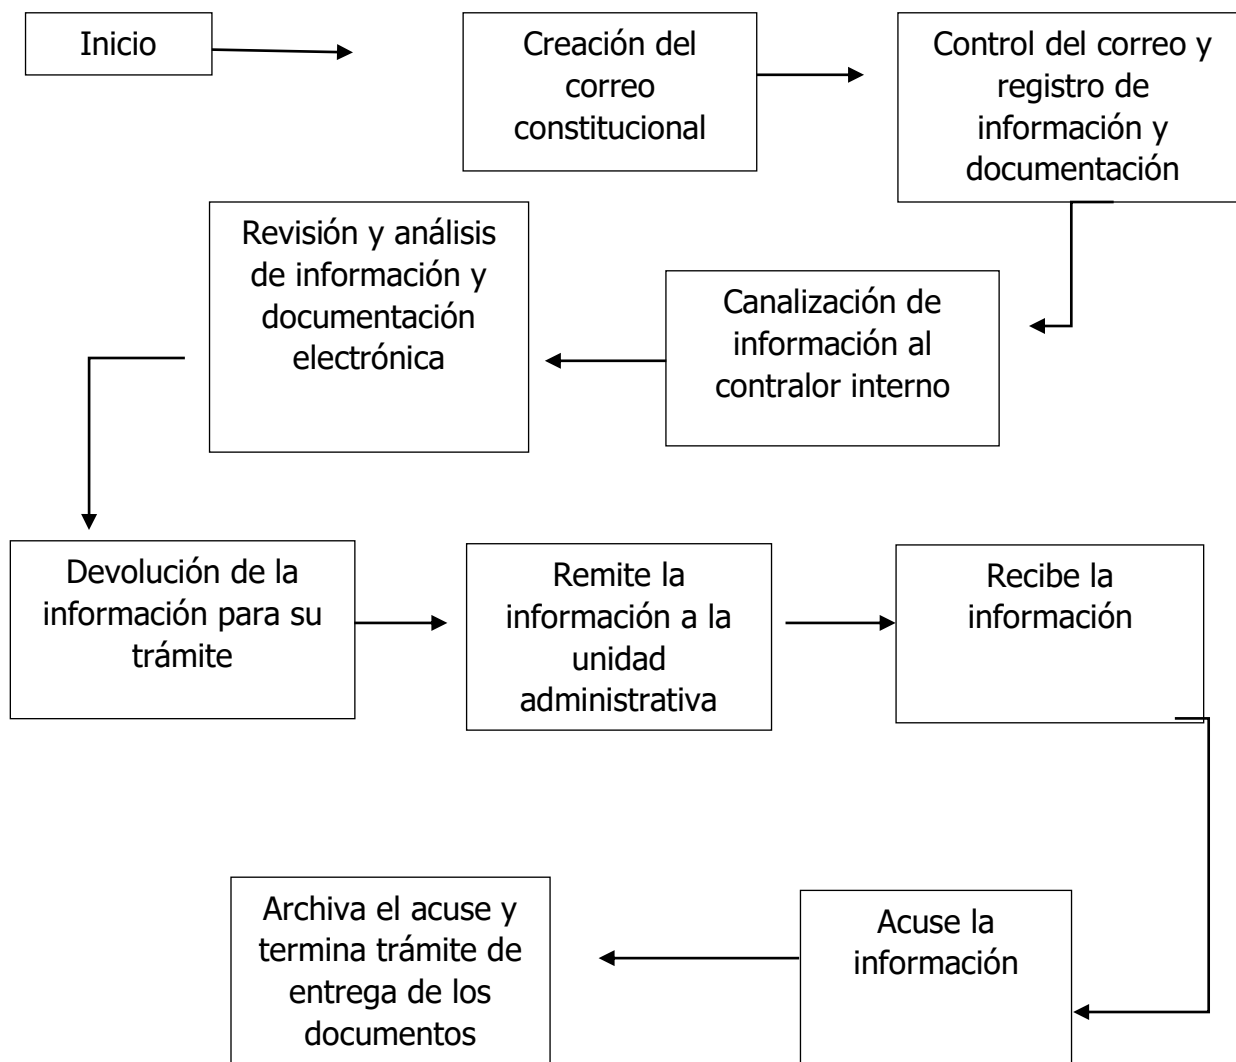 Inicio
Creación del
correo
constitucional
Control del correo y
registro de
información y
documentación
Canalización de
información al
contralor interno
Revisión y análisis
de información y
documentación
electrónica
Devolución de la
información para su
trámite
Remite la
información a la
unidad
administrativa
Recibe la
información
Acuse la
información
Archiva el acuse y
termina trámite de
entrega de los
documentos